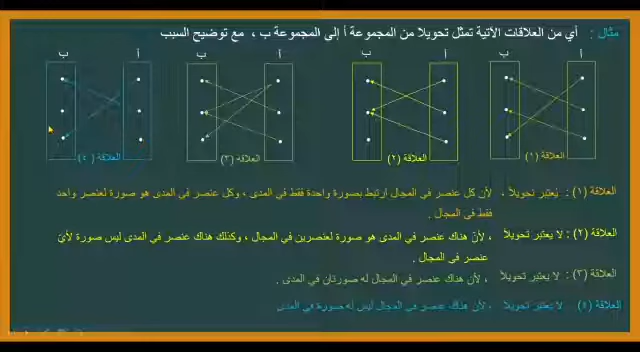 مثال : أي من العلاقات الآتية تمثل تحويلا من المجموعة أ إلى المجموعة ب ، مع توضيح السبب
أ ب أ ب أ ب أ ب
العلاقة (١) العلاقة (٢) العلاقة (٣) العلاقة (٤)
العلاقة (١) : يُعتبر تحويلاً ، لأن كل عنصر في المجال ارتبط بصورة واحدة فقط في المدى ، وكل عنصر في المدى هو صورة لعنصر واحد
فقط في المجال .
العلاقة (٢) : لا يعتبر تحويلاً ، لأنّ هناك عنصر في المدى هو صورة لعنصرين في المجال ، وكذلك هناك عنصر في المدى ليس صورة لأيّ
عنصر في المجال .
العلاقة (٣) : لا يعتبر تحويلاً ، لأن هناك عنصر في المجال له صورتان في المدى .
العلاقة (٤) : لا يعتبر تحويلاً ، لأن هناك عنصر في المجال ليس له صورة في المدى